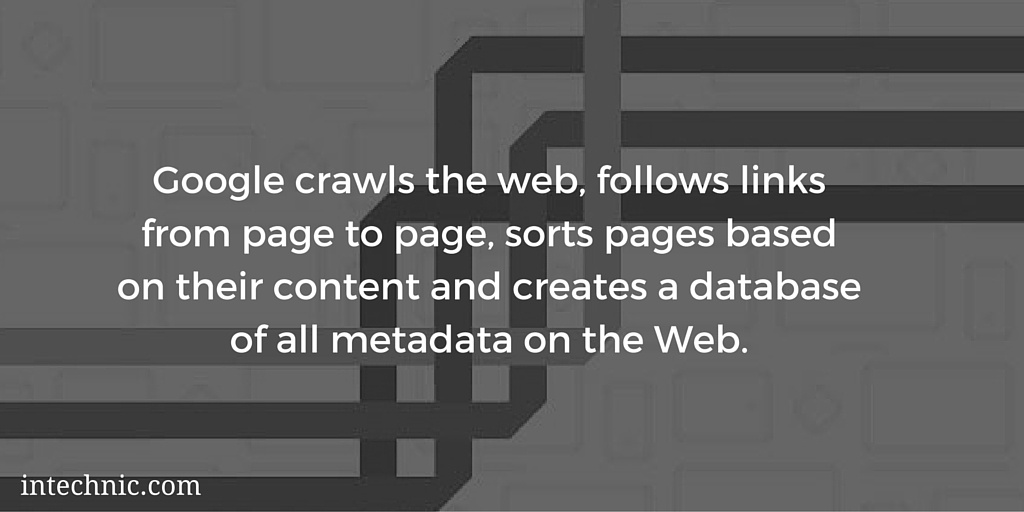 Google crawls the web, follows links
from page to page, sorts pages based
on their content and creates a database
of all metadata on the Web.
intechnic.com